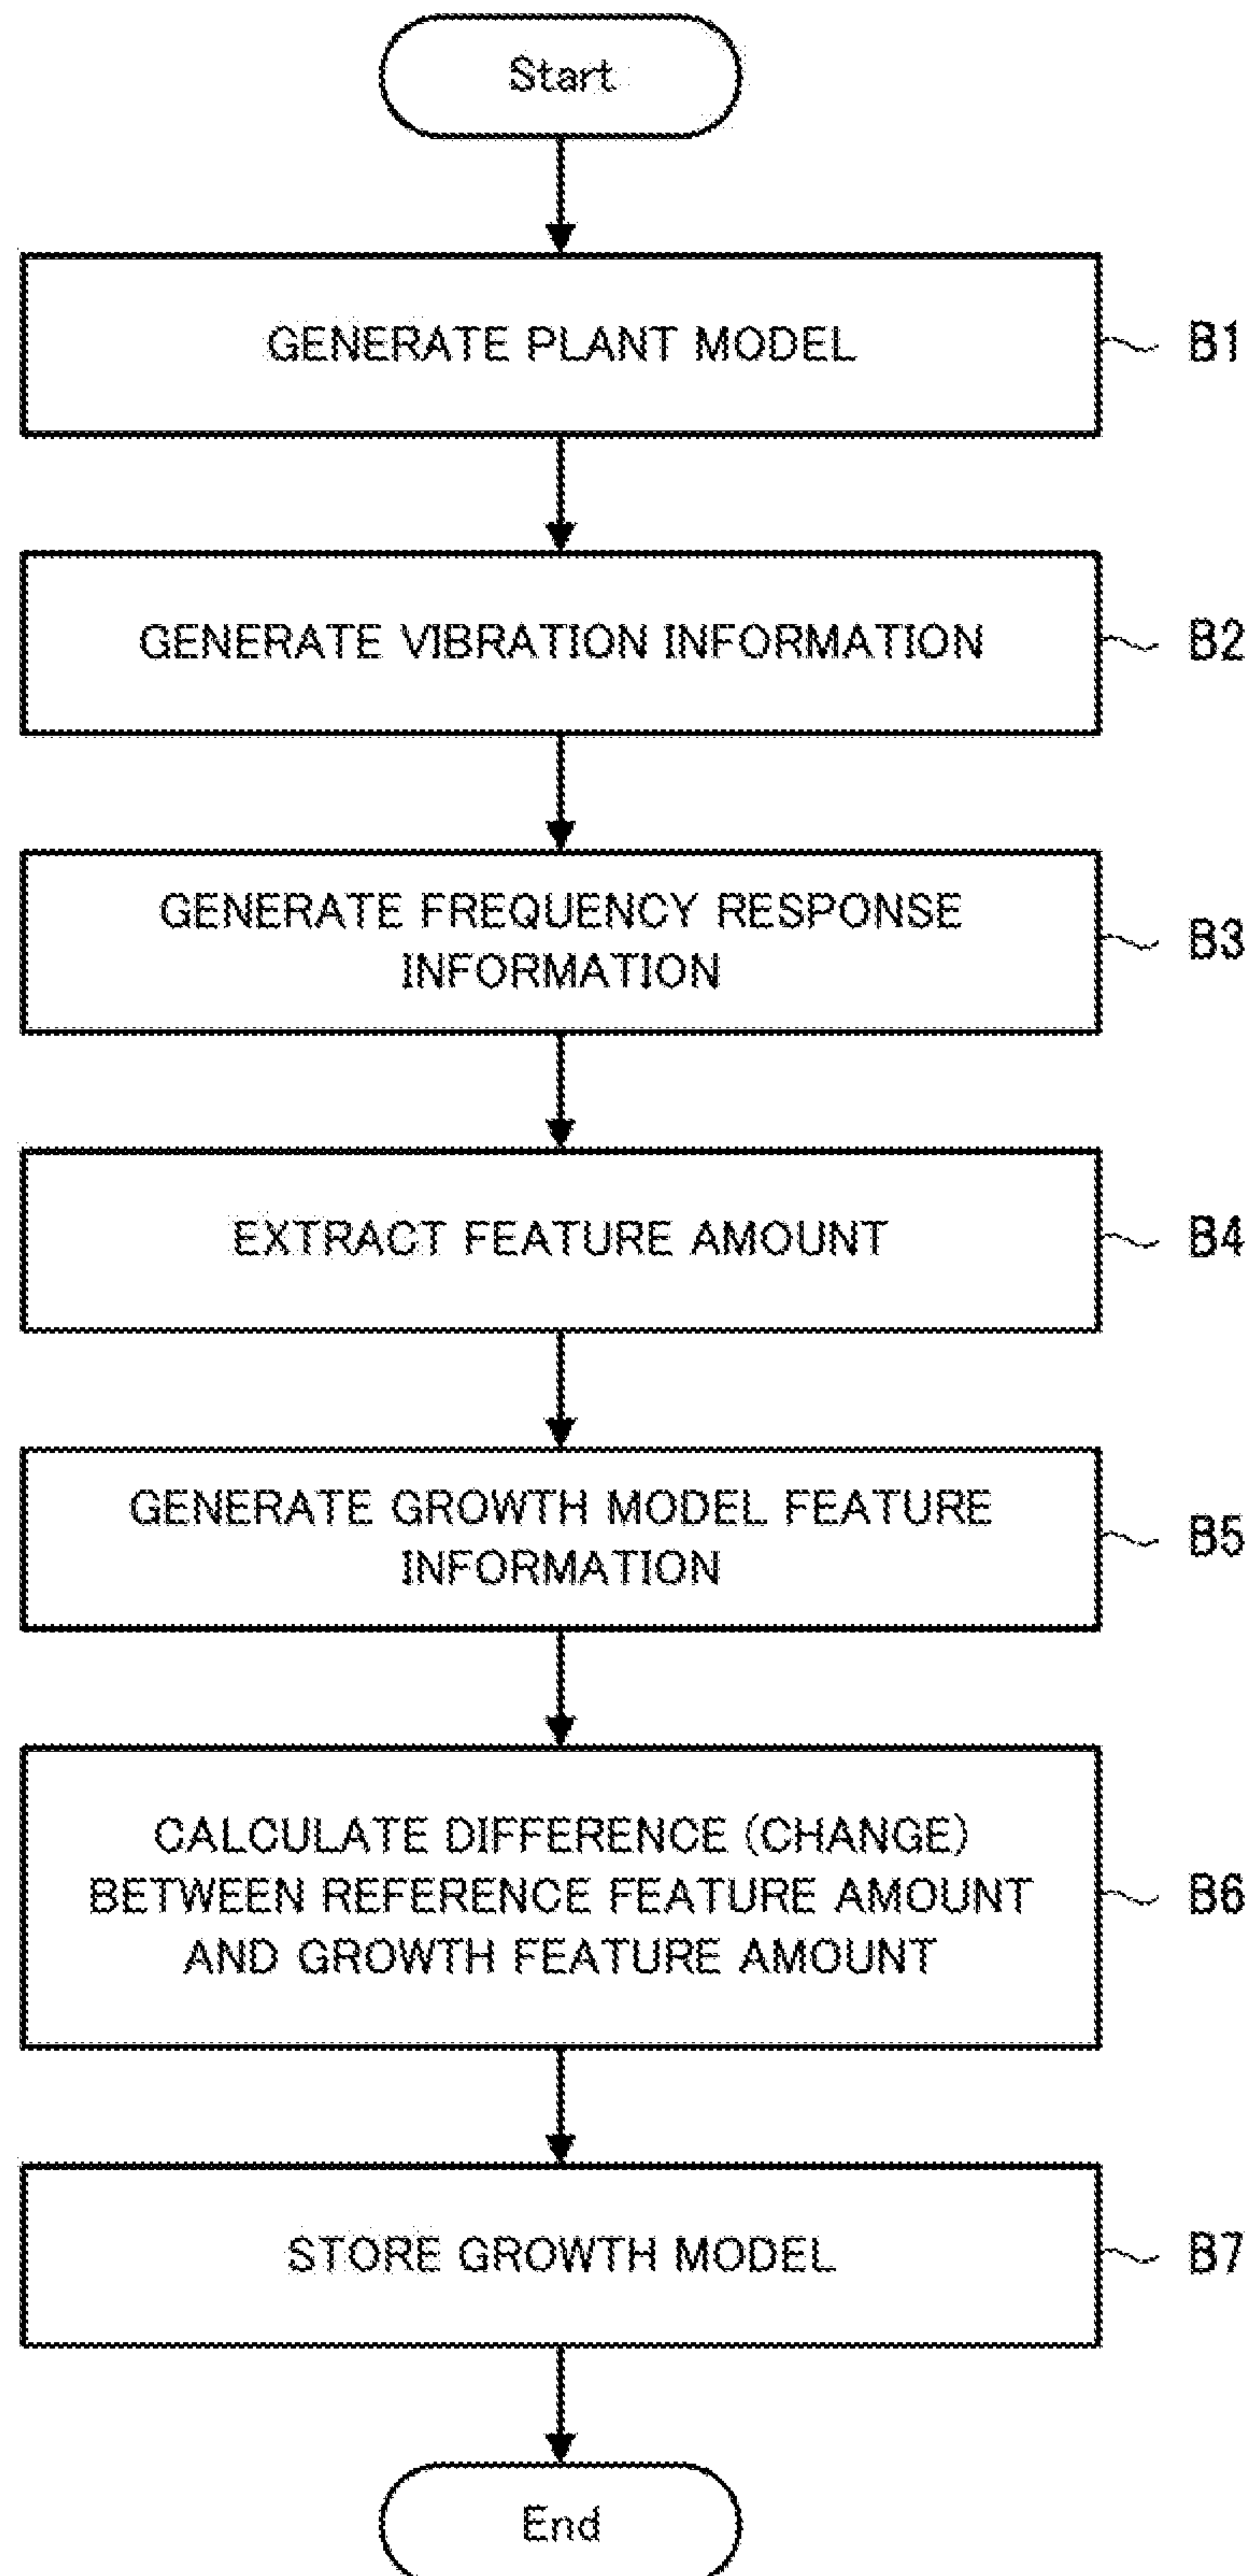 Start
GENERATE PLANT MODEL
B1
GENERATE VIBRATION INFORMATION
B2
GENERATE FREQUENCY RESPONSE
INFORMATION
B3
EXTRACT FEATURE AMOUNT
B4
GENERATE GROWTH MODEL FEATURE
INFORMATION
B5
CALCULATE DIFFERENCE (CHANGE)
BETWEEN REFERENCE FEATURE AMOUNT
AND GROWTH FEATURE AMOUNT
B6
STORE GROWTH MODEL
B7
End